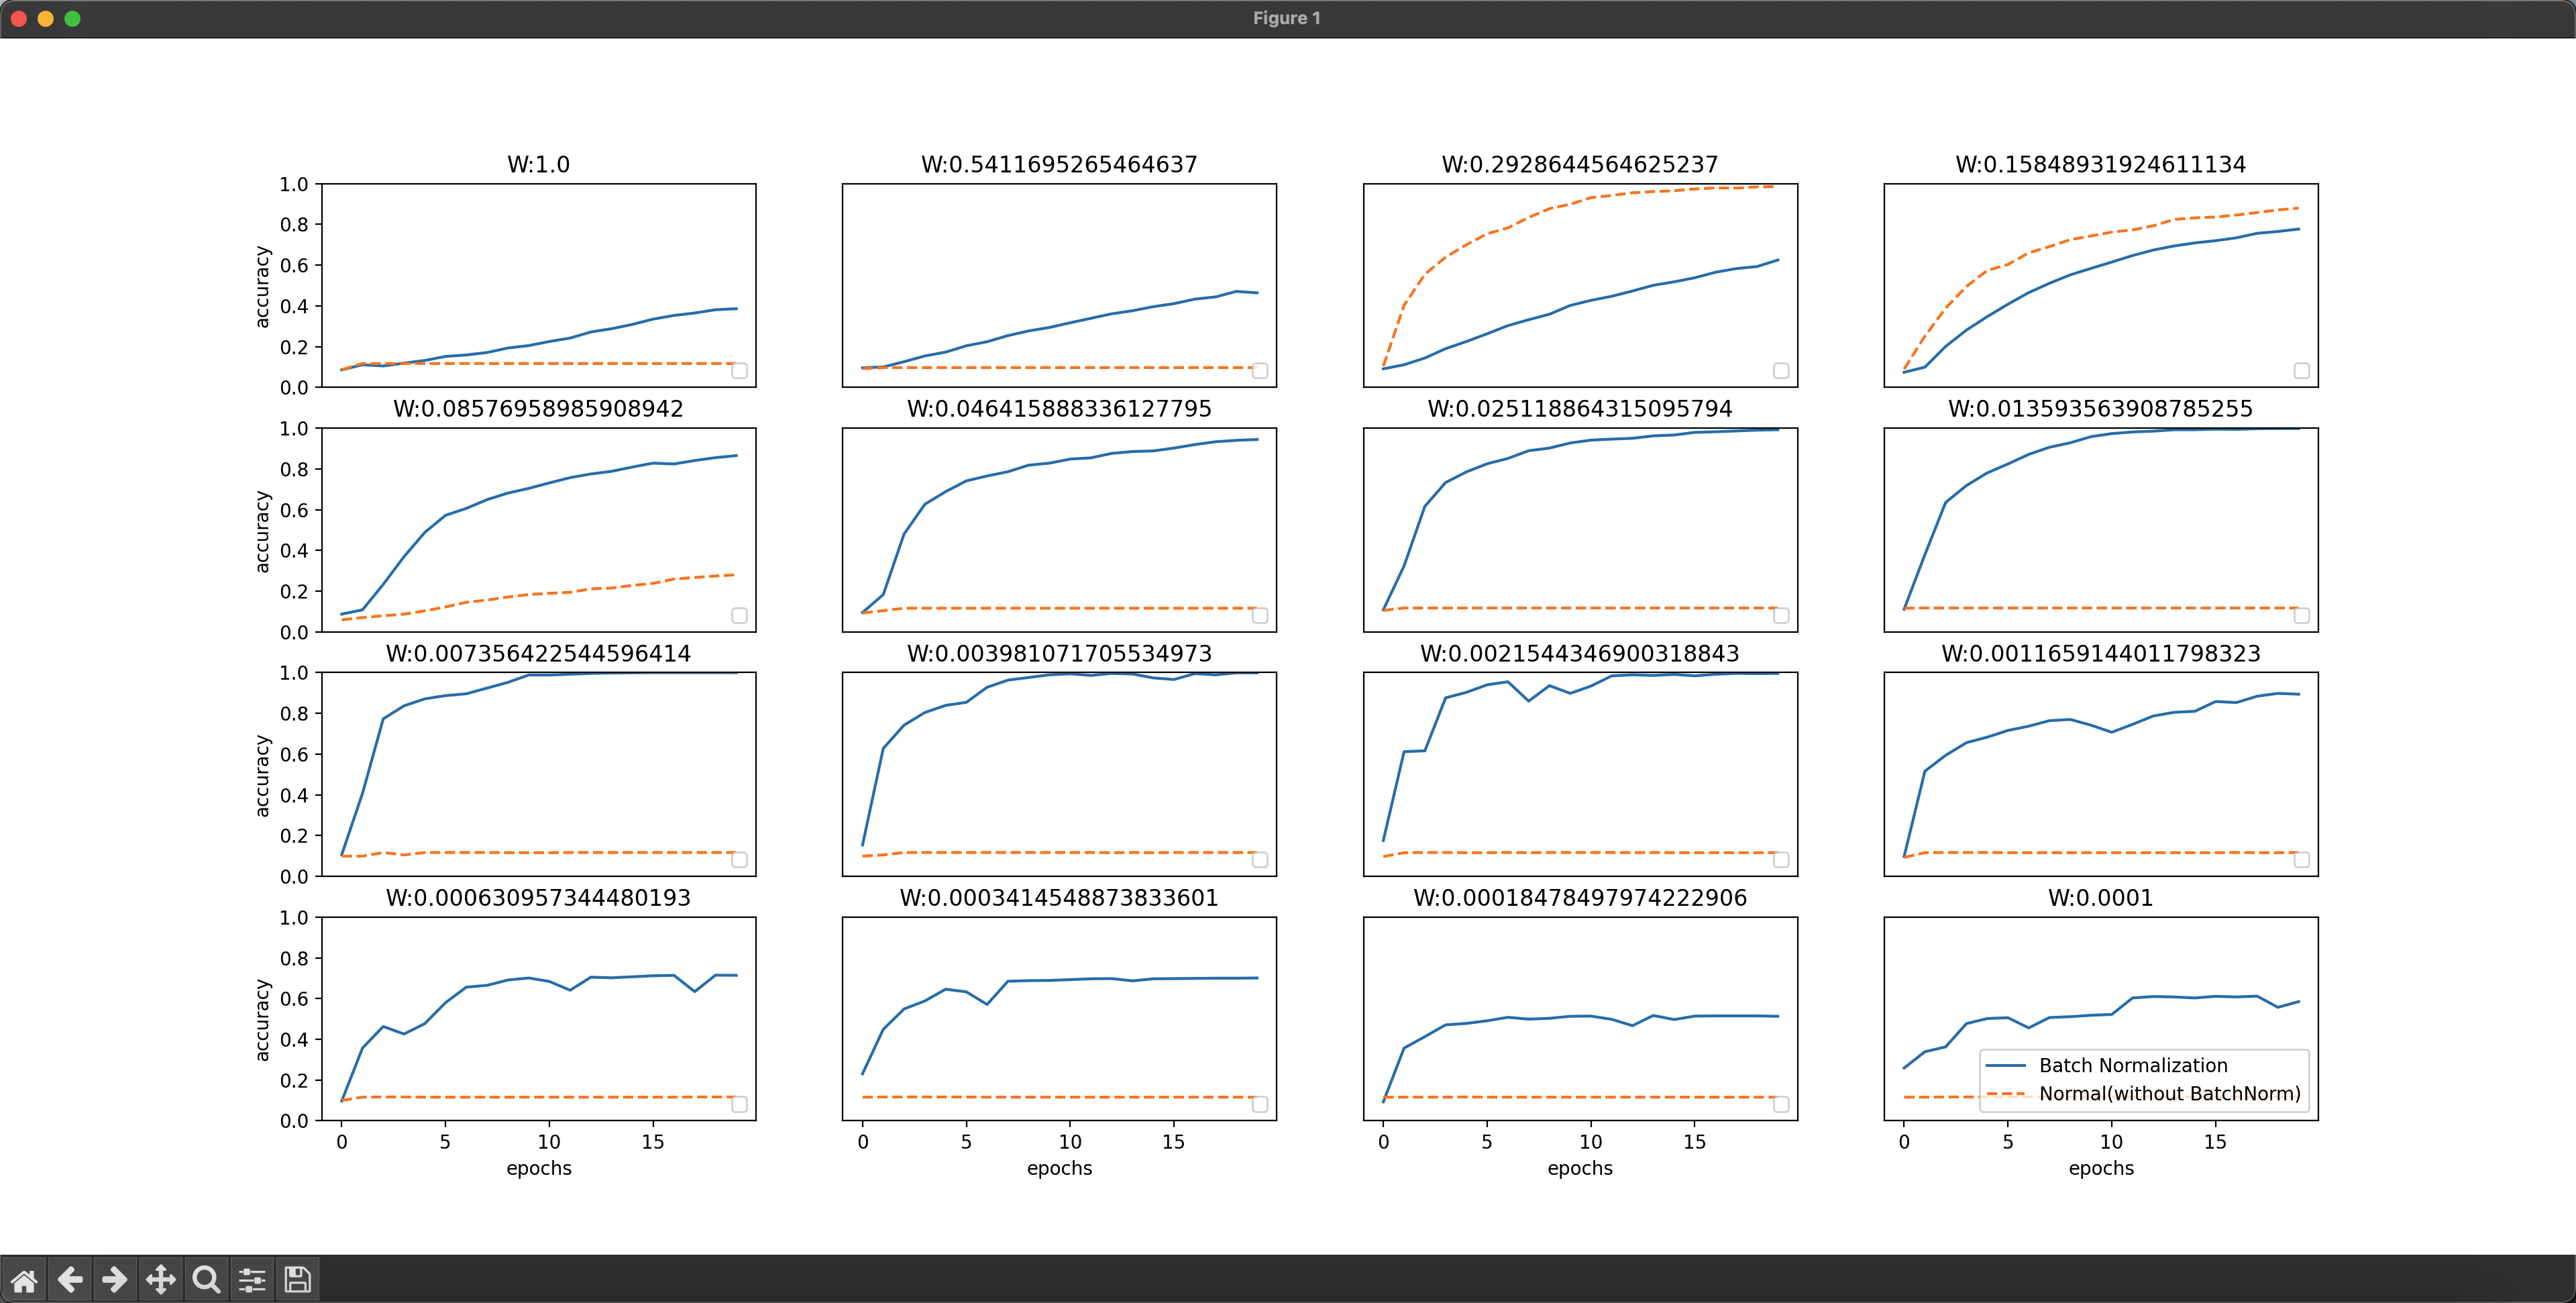 Figure 1
W:1.0
W:0.5411695265464637
W:0.2928644564625237
W:0.15848931924611134
1.0
0.8
0.6
0.4
0.2
0.0
accuracy
W:0.08576958985908942
W:0.046415888336127795
W:0.025118864315095794
W:0.013593563908785255
1.0
0.8
0.6
0.4
0.2
0.0
accuracy
W:0.007356422544596414
W:0.003981071705534973
W:0.0021544346900318843
W:0.0011659144011798323
1.0
0.8
0.6
0.4
0.2
0.0
accuracy
W:0.000630957344480193
W:0.0003414548873833601
W:0.00018478497974222906
W:0.0001
1.0
0.8
0.6
0.4
0.2
0.0
accuracy
Batch Normalization
Normal(without BatchNorm)
0 5 10 15
0 5 10 15
0 5 10 15
0 5 10 15
epochs
epochs
epochs
epochs